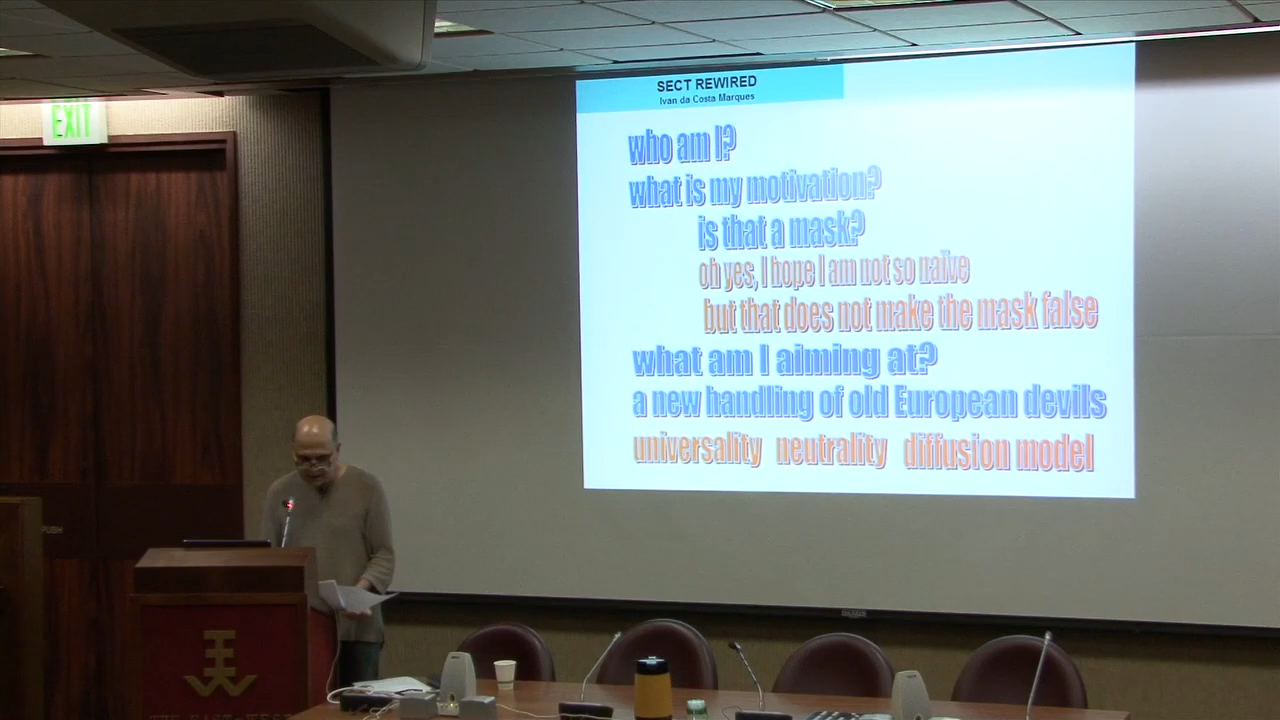 SECT REWIRED
Ivan da Costa Marques
EXIT
who am I?
what is my motivation?
is that a mask?
oh yes, I hope I am not so naïve
but that does not make the mask false
what am I aiming at?
a new handling of old European devils
universality neutrality diffusion model
PUSH